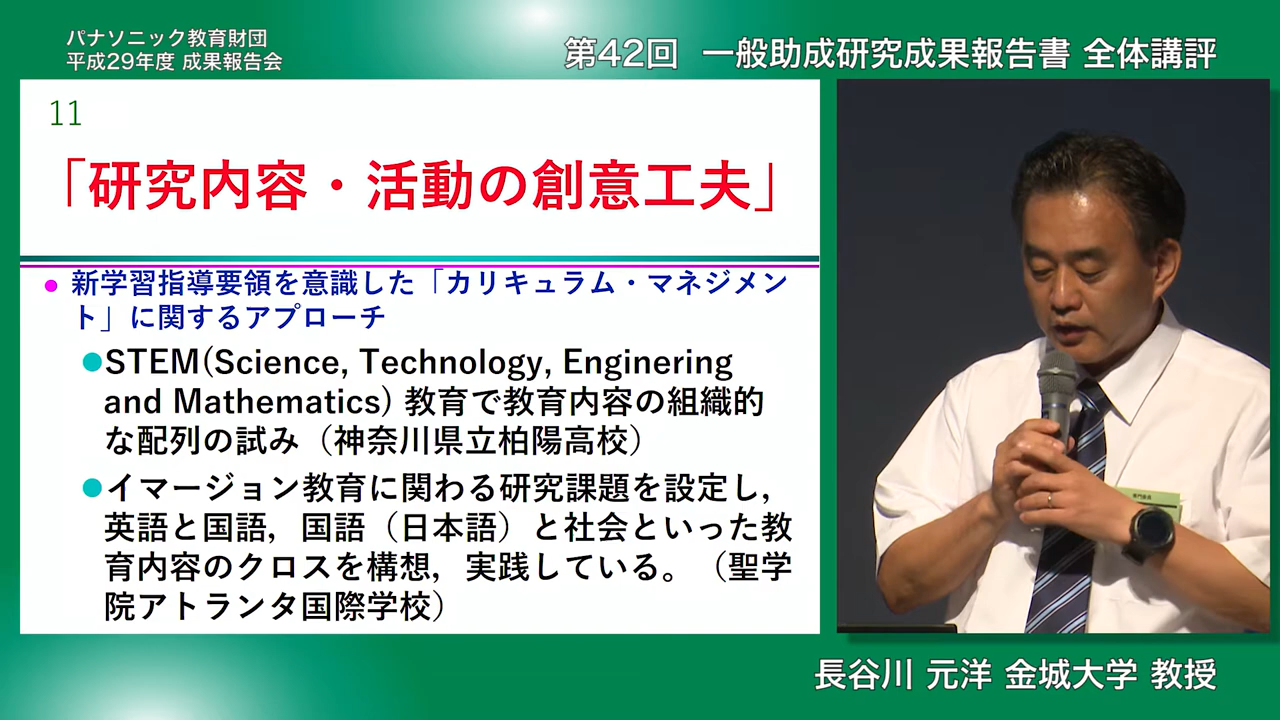 パナソニック教育財団
平成29年度 成果報告会
第42回 一般助成研究成果報告書 全体講評
11
「研究内容・活動の創意工夫」
● 新学習指導要領を意識した「カリキュラム・マネジメン
ト」に関するアプローチ
●STEM(Science, Technology, Enginering
and Mathematics) 教育で教育内容の組織的
な配列の試み（神奈川県立柏陽高校）
●イマージョン教育に関わる研究課題を設定し，
英語と国語，国語（日本語）と社会といった教
育内容のクロスを構想，実践している。（聖学
院アトランタ国際学校）
専門委員
長谷川 元洋 金城大学 教授